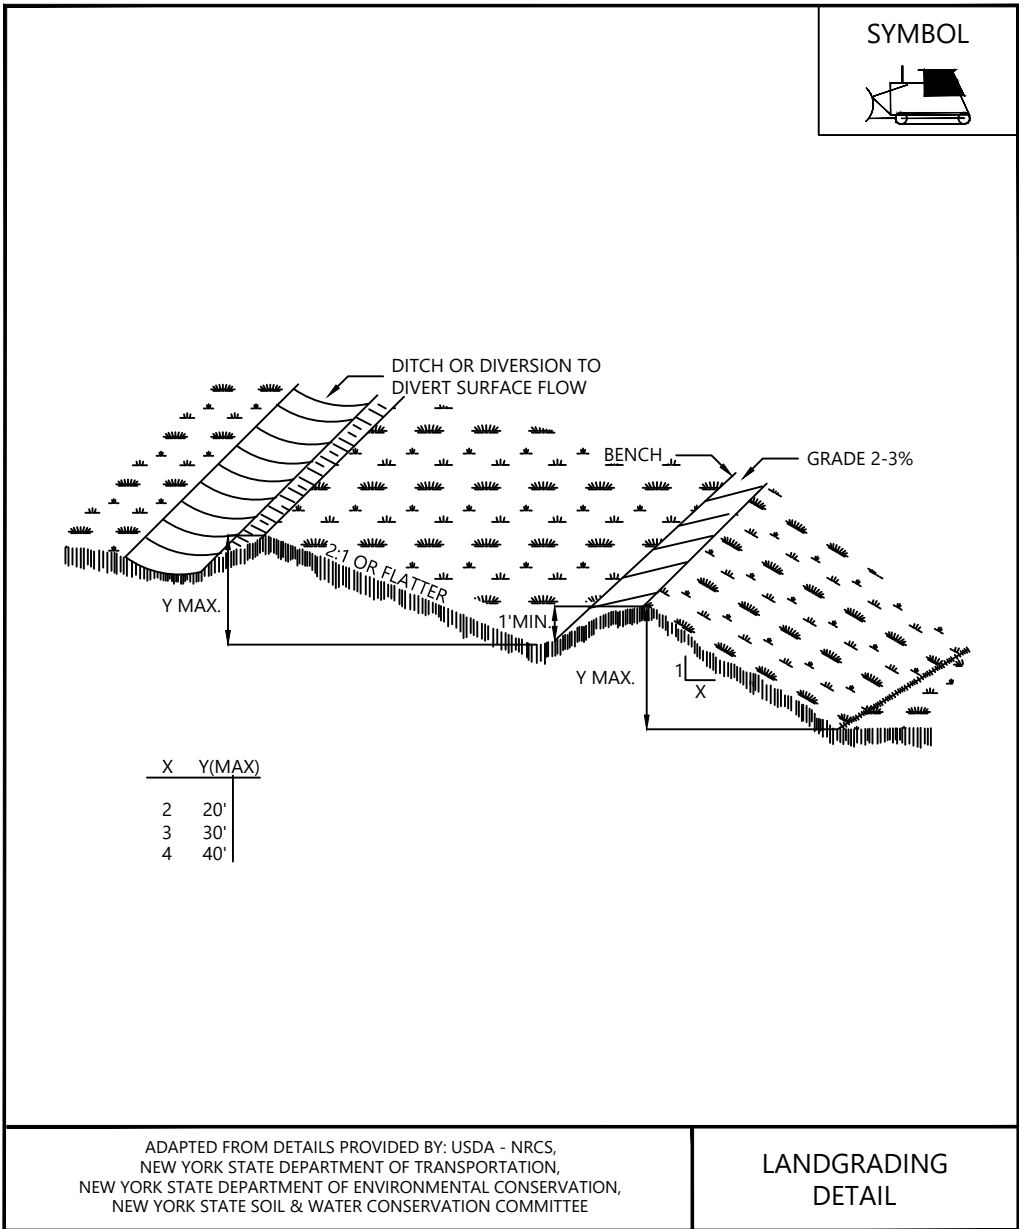 SYMBOL
DITCH OR DIVERSION TO
DIVERT SURFACE FLOW
BENCH
GRADE 2-3%
2:1 OR FLATTER
Y MAX.
1'MIN.
Y MAX.
1
X
X Y(MAX)
2 20'
3 30'
4 40'
ADAPTED FROM DETAILS PROVIDED BY: USDA - NRCS,
NEW YORK STATE DEPARTMENT OF TRANSPORTATION,
NEW YORK STATE DEPARTMENT OF ENVIRONMENTAL CONSERVATION,
NEW YORK STATE SOIL & WATER CONSERVATION COMMITTEE
LANDGRADING
DETAIL